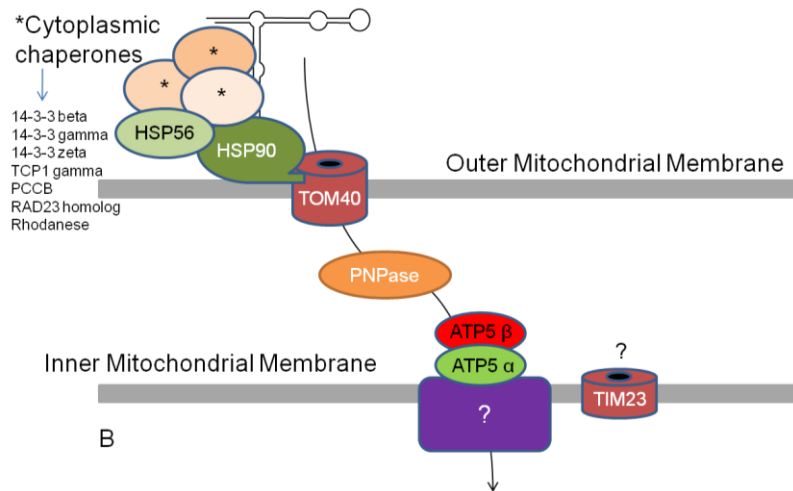 *Cytoplasmic
chaperones
*
*
*
14-3-3 beta
14-3-3 gamma
14-3-3 zeta
TCP1 gamma
PCCB
RAD23 homolog
Rhodanese
HSP56
HSP90
TOM40
Outer Mitochondrial Membrane
PNPase
ATP5 β
ATP5 α
?
Inner Mitochondrial Membrane
?
TIM23
B